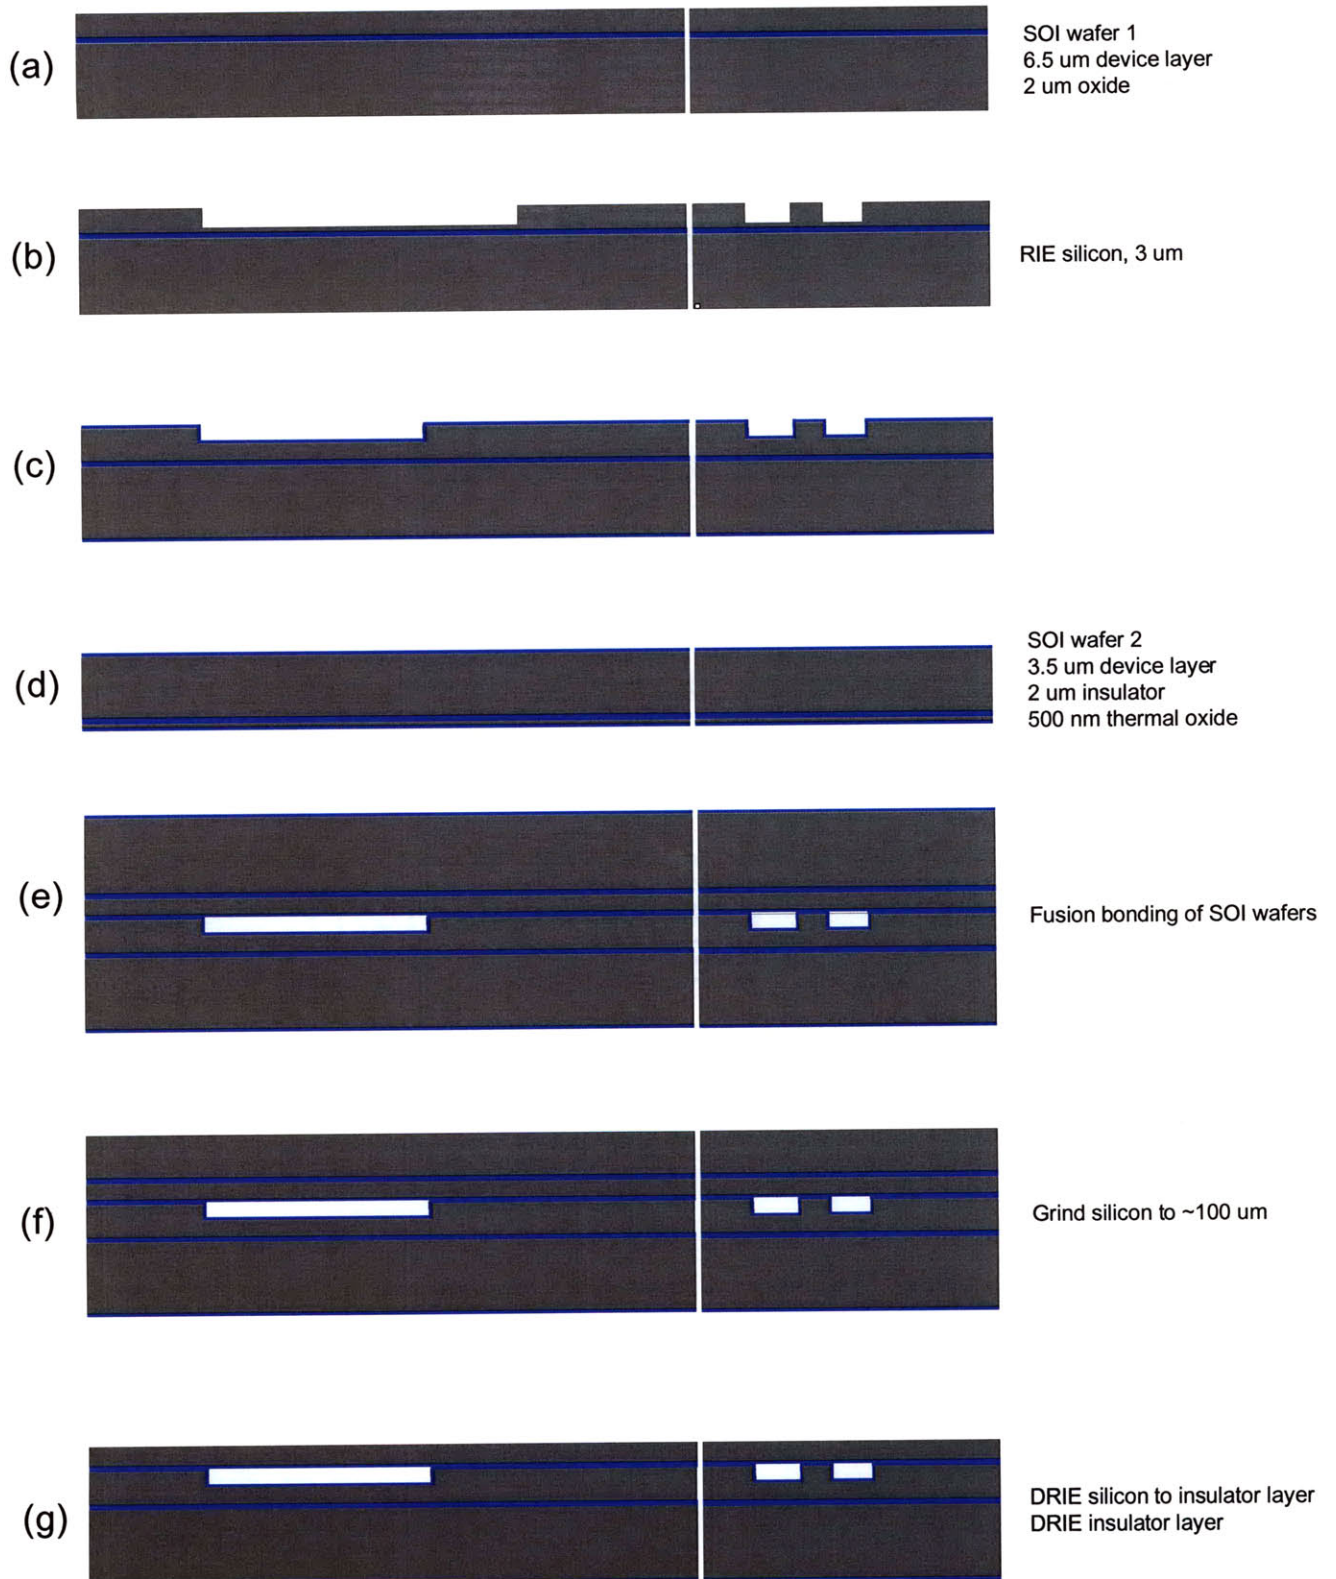 (a)
SOI wafer 1
6.5 um device layer
2 um oxide
(b)
RIE silicon, 3 um
(c)
(d)
SOI wafer 2
3.5 um device layer
2 um insulator
500 nm thermal oxide
(e)
Fusion bonding of SOI wafers
(f)
Grind silicon to ~100 um
(g)
DRIE silicon to insulator layer
DRIE insulator layer